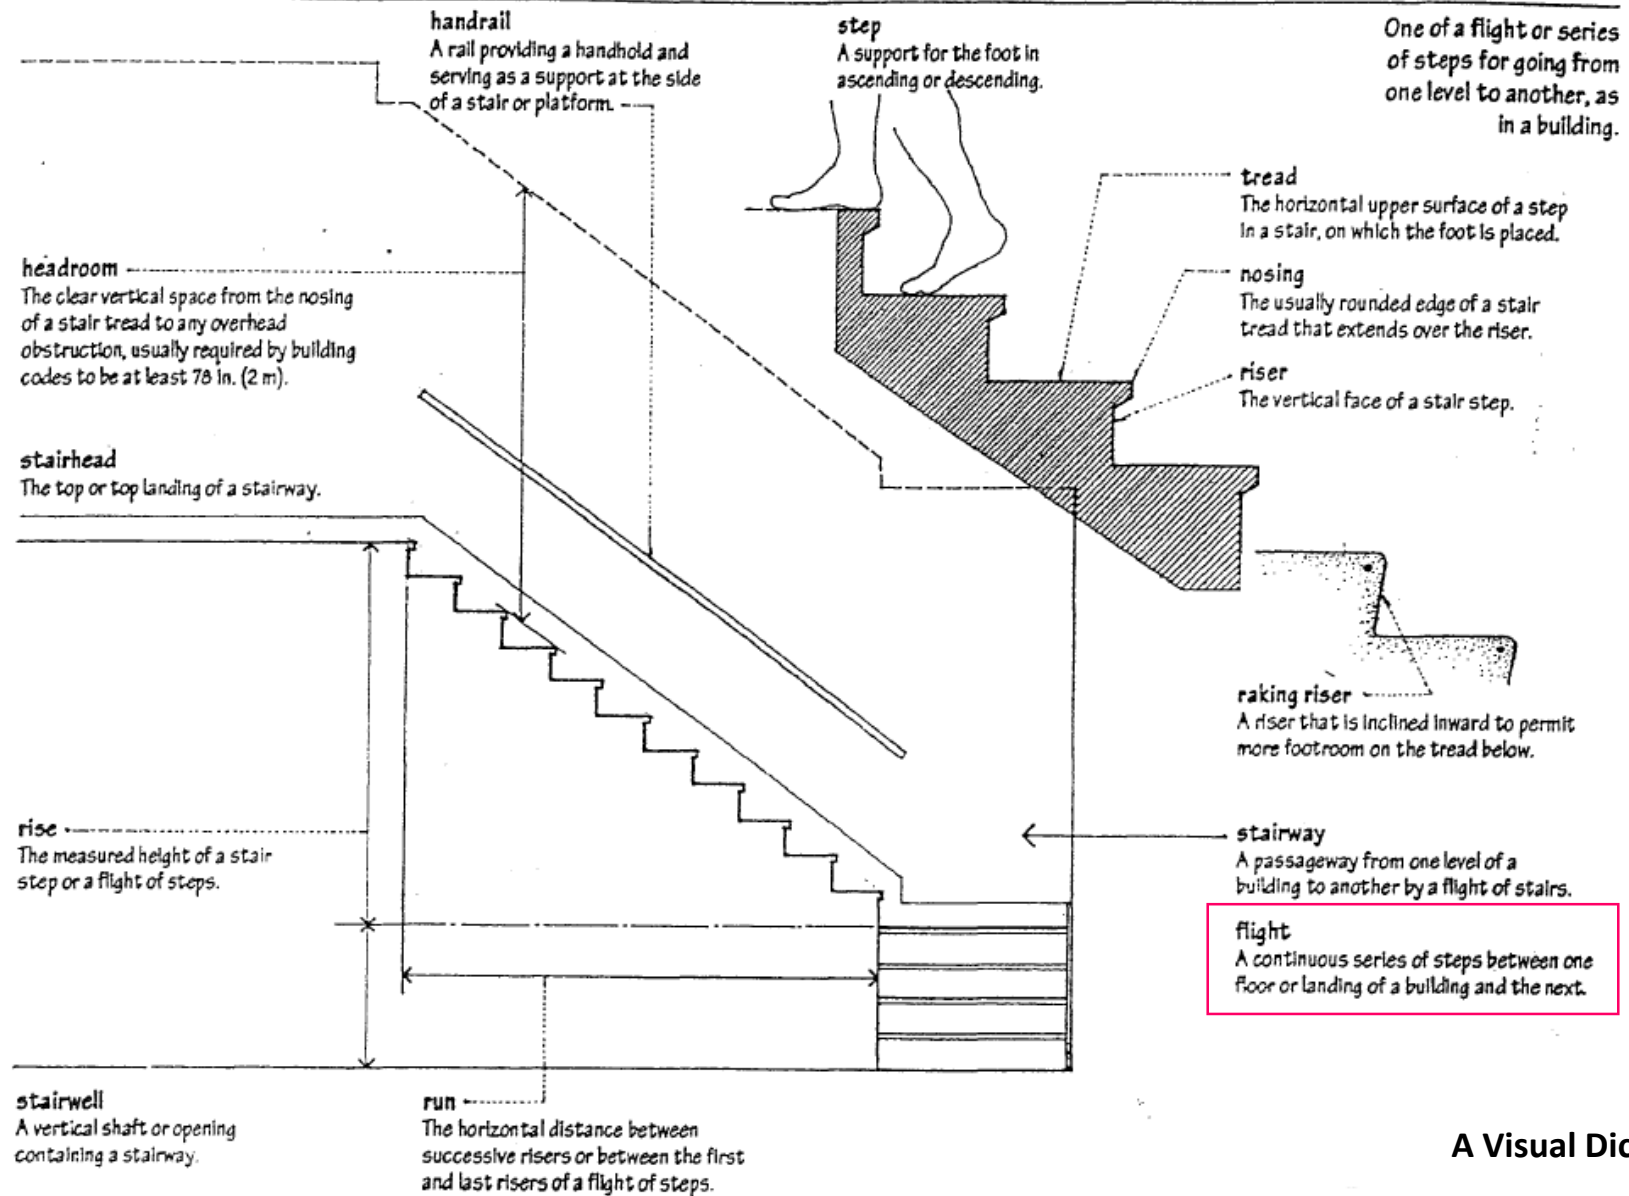 handrail
A rail providing a handhold and
serving as a support at the side
of a stair or platform.
step
A support for the foot in
ascending or descending.
One of a flight or series
of steps for going from
one level to another, as
in a building.
tread
The horizontal upper surface of a step
in a stair, on which the foot is placed.
nosing
The usually rounded edge of a stair
tread that extends over the riser.
riser
The vertical face of a stair step.
headroom
The clear vertical space from the nosing
of a stair tread to any overhead
obstruction, usually required by building
codes to be at least 78 in. (2 m).
stairhead
The top or top landing of a stairway.
raking riser
A riser that is inclined inward to permit
more footroom on the tread below.
rise
The measured height of a stair
step or a flight of steps.
stairway
A passageway from one level of a
building to another by a flight of stairs.
flight
A continuous series of steps between one
floor or landing of a building and the next.
stairwell
A vertical shaft or opening
containing a stairway.
run
The horizontal distance between
successive risers or between the first
and last risers of a flight of steps.
A Visual Dic